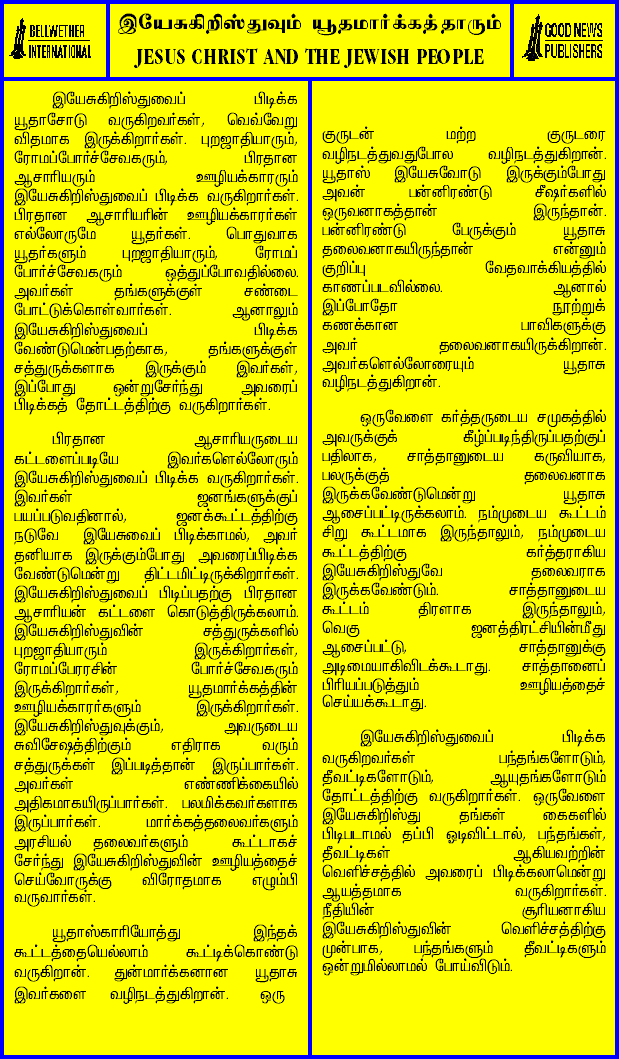 BELLWETHER
INTERNATIONAL
இயேசுகிறிஸ்துவும் யூதமார்க்கத்தாரும்
JESUS CHRIST AND THE JEWISH PEOPLE
GOOD NEWS
PUBLISHERS
இயேசுகிறிஸ்துவைப் பிடிக்க
யூதாசோடு வருகிறவர்கள், வெவ்வேறு
விதமாக இருக்கிறார்கள். புறஜாதியாரும்,
ரோமப்போர்ச்சேவகரும், பிரதான
ஆசாரியரும் ஊழியக்காரரும்
இயேசுகிறிஸ்துவைப் பிடிக்க வருகிறார்கள்.
பிரதான ஆசாரியரின் ஊழியக்காரர்கள்
எல்லோருமே யூதர்கள். பொதுவாக
யூதர்களும் புறஜாதியாரும், ரோமப்
போர்ச்சேவகரும் ஒத்துப்போவதில்லை.
அவர்கள் தங்களுக்குள் சண்டை
போட்டுக்கொள்வார்கள். ஆனாலும்
இயேசுகிறிஸ்துவைப் பிடிக்க
வேண்டுமென்பதற்காக, தங்களுக்குள்
சத்துருக்களாக இருக்கும் இவர்கள்,
இப்போது ஒன்றுசேர்ந்து அவரைப்
பிடிக்கத் தோட்டத்திற்கு வருகிறார்கள்.
பிரதான ஆசாரியருடைய
கட்டளைப்படியே இவர்களெல்லோரும்
இயேசுகிறிஸ்துவைப் பிடிக்க வருகிறார்கள்.
இவர்கள் ஜனங்களுக்குப்
பயப்படுவதினால், ஜனக்கூட்டத்திற்கு
நடுவே இயேசுவைப் பிடிக்காமல், அவர்
தனியாக இருக்கும்போது அவரைப்பிடிக்க
வேண்டுமென்று திட்டமிட்டிருக்கிறார்கள்.
இயேசுகிறிஸ்துவைப் பிடிப்பதற்கு பிரதான
ஆசாரியன் கட்டளை கொடுத்திருக்கலாம்.
இயேசுகிறிஸ்துவின் சத்துருக்களில்
புறஜாதியாரும் இருக்கிறார்கள்,
ரோமப்பேரரசின் போர்ச்சேவகரும்
இருக்கிறார்கள், யூதமார்க்கத்தின்
ஊழியக்காரர்களும் இருக்கிறார்கள்.
இயேசுகிறிஸ்துவுக்கும், அவருடைய
சுவிசேஷத்திற்கும் எதிராக வரும்
சத்துருக்கள் இப்படித்தான் இருப்பார்கள்.
அவர்கள் எண்ணிக்கையில்
அதிகமாகயிருப்பார்கள். பலமிக்கவர்களாக
இருப்பார்கள். மார்க்கத்தலைவர்களும்
அரசியல் தலைவர்களும் கூட்டாகச்
சேர்ந்து இயேசுகிறிஸ்துவின் ஊழியத்தைச்
செய்வோருக்கு விரோதமாக எழும்பி
வருவார்கள்.
யூதாஸ்காரியோத்து இந்தக்
கூட்டத்தையெல்லாம் கூட்டிக்கொண்டு
வருகிறான். துன்மார்க்கனான யூதாசு
இவர்களை வழிநடத்துகிறான். ஒரு
குருடன் மற்ற குருடரை
வழிநடத்துவதுபோல வழிநடத்துகிறான்.
யூதாஸ் இயேசுவோடு இருக்கும்போது
அவன் பன்னிரண்டு சீஷர்களில்
ஒருவனாகத்தான் இருந்தான்.
பன்னிரண்டு பேருக்கும் யூதாசு
தலைவனாகயிருந்தான் என்னும்
குறிப்பு வேதவாக்கியத்தில்
காணப்படவில்லை. ஆனால்
இப்போதோ நூற்றுக்
கணக்கான பாவிகளுக்கு
அவர் தலைவனாகயிருக்கிறான்.
அவர்களெல்லோரையும் யூதாசு
வழிநடத்துகிறான்.
ஒருவேளை கர்த்தருடைய சமுகத்தில்
அவருக்குக் கீழ்ப்படிந்திருப்பதற்குப்
பதிலாக, சாத்தானுடைய கருவியாக,
பலருக்குத் தலைவனாக
இருக்கவேண்டுமென்று யூதாசு
ஆசைப்பட்டிருக்கலாம். நம்முடைய கூட்டம்
சிறு கூட்டமாக இருந்தாலும், நம்முடைய
கூட்டத்திற்கு கர்த்தராகிய
இயேசுகிறிஸ்துவே தலைவராக
இருக்கவேண்டும். சாத்தானுடைய
கூட்டம் திரளாக இருந்தாலும்,
வெகு ஜனத்திரட்சியின்மீது
ஆசைப்பட்டு, சாத்தானுக்கு
அடிமையாகிவிடக்கூடாது. சாத்தானைப்
பிரியப்படுத்தும் ஊழியத்தைச்
செய்யக்கூடாது.
இயேசுகிறிஸ்துவைப் பிடிக்க
வருகிறவர்கள் பந்தங்களோடும்,
தீவட்டிகளோடும், ஆயுதங்களோடும்
தோட்டத்திற்கு வருகிறார்கள். ஒருவேளை
இயேசுகிறிஸ்து தங்கள் கைகளில்
பிடிபடாமல் தப்பி ஓடிவிட்டால், பந்தங்கள்,
தீவட்டிகள் ஆகியவற்றின்
வெளிச்சத்தில் அவரைப் பிடிக்கலாமென்று
ஆயத்தமாக வருகிறார்கள்.
நீதியின் சூரியனாகிய
இயேசுகிறிஸ்துவின் வெளிச்சத்திற்கு
முன்பாக, பந்தங்களும் தீவட்டிகளும்
ஒன்றுமில்லாமல் போய்விடும்.